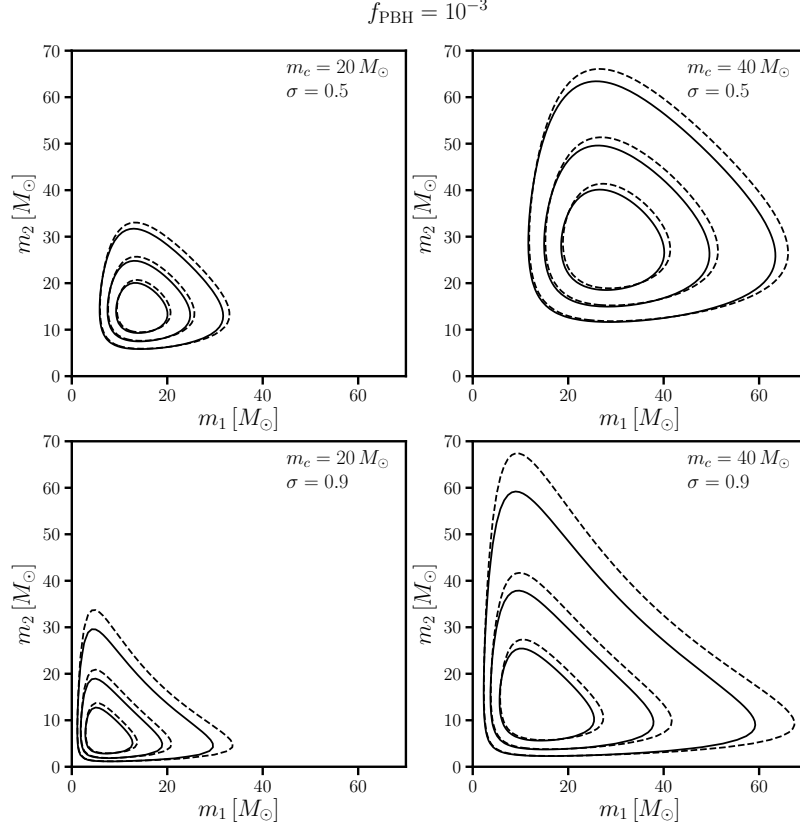 f_PBH = 10⁻³
m_c = 20 M_⊙
σ = 0.5
m_2 [M_⊙]
70
60
50
40
30
20
10
0
0 20 40 60
m_1 [M_⊙]
m_c = 40 M_⊙
σ = 0.5
m_2 [M_⊙]
70
60
50
40
30
20
10
0
0 20 40 60
m_1 [M_⊙]
m_c = 20 M_⊙
σ = 0.9
m_2 [M_⊙]
70
60
50
40
30
20
10
0
0 20 40 60
m_1 [M_⊙]
m_c = 40 M_⊙
σ = 0.9
m_2 [M_⊙]
70
60
50
40
30
20
10
0
0 20 40 60
m_1 [M_⊙]